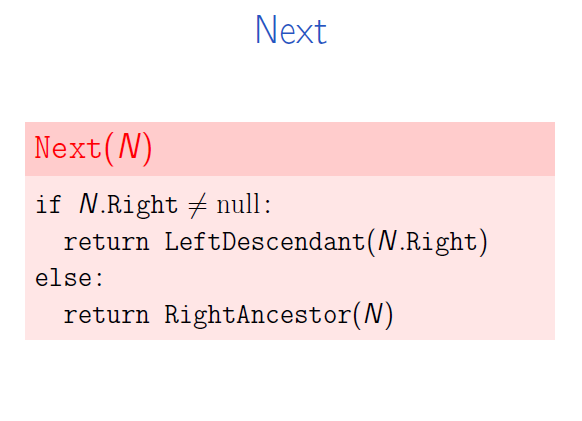 Next
Next(N)
if N.Right ≠ null:
return LeftDescendant(N.Right)
else:
return RightAncestor(N)